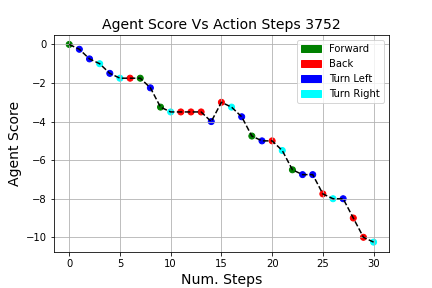 Agent Score Vs Action Steps 3752
Agent Score
0
−2
−4
−6
−8
−10
Forward
Back
Turn Left
Turn Right
0 5 10 15 20 25 30
Num. Steps